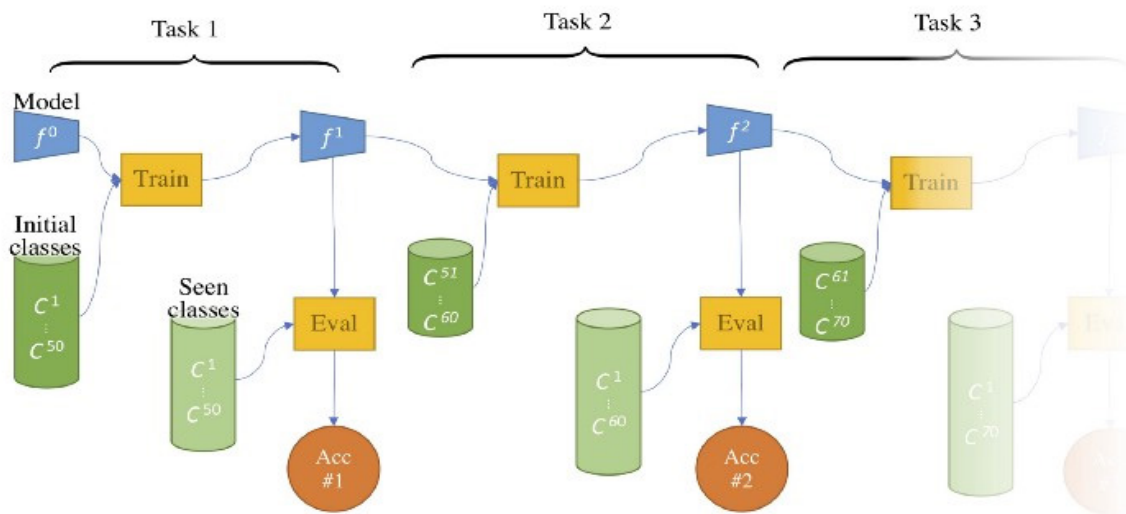 Task 1
Task 2
Task 3
Model
f⁰
f¹
f²
Train
Train
Train
Initial
classes
C¹
⋮
C⁵⁰
Seen
classes
C¹
⋮
C⁵⁰
Eval
C⁵¹
⋮
C⁶⁰
C¹
⋮
C⁶⁰
Eval
C⁶¹
⋮
C⁷⁰
C¹
⋮
C⁷⁰
Acc
#1
Acc
#2